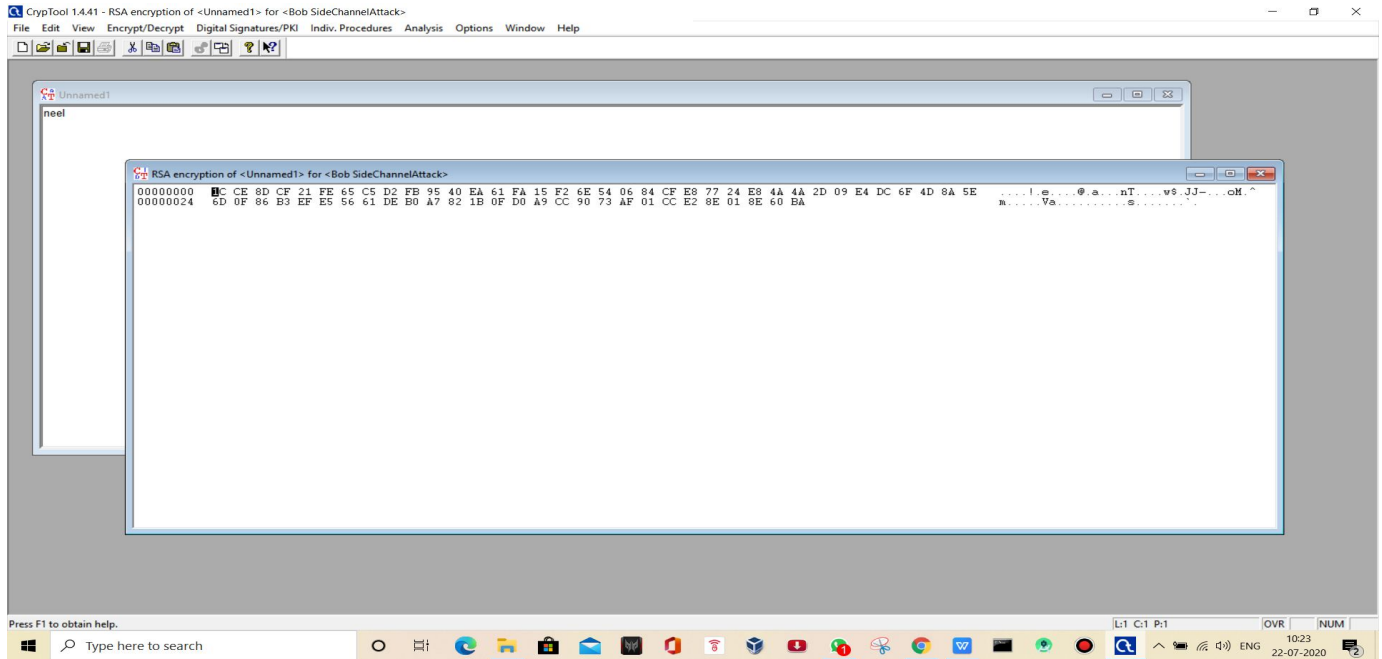 CrypTool 1.4.41 - RSA encryption of <Unnamed1> for <Bob SideChannelAttack>
File Edit View Encrypt/Decrypt Digital Signatures/PKI Indiv. Procedures Analysis Options Window Help
Unnamed1
neel
RSA encryption of <Unnamed1> for <Bob SideChannelAttack>
00000000 1C CE 8D CF 21 FE 65 C5 D2 FB 95 40 EA 61 FA 15 F2 6E 54 06 84 CF E8 77 24 E8 4A 4A 2D 09 E4 DC 6F 4D 8A 5E ....!.e....@.a...nT....w$.JJ-...oM.^
00000024 6D 0F 86 B3 EF E5 56 61 DE B0 A7 82 1B 0F D0 A9 CC 90 73 AF 01 CC E2 8E 01 8E 60 BA m.....Va..........s.......`.
Press F1 to obtain help.
L:1 C:1 P:1
OVR
NUM
Type here to search
ENG
10:23
22-07-2020